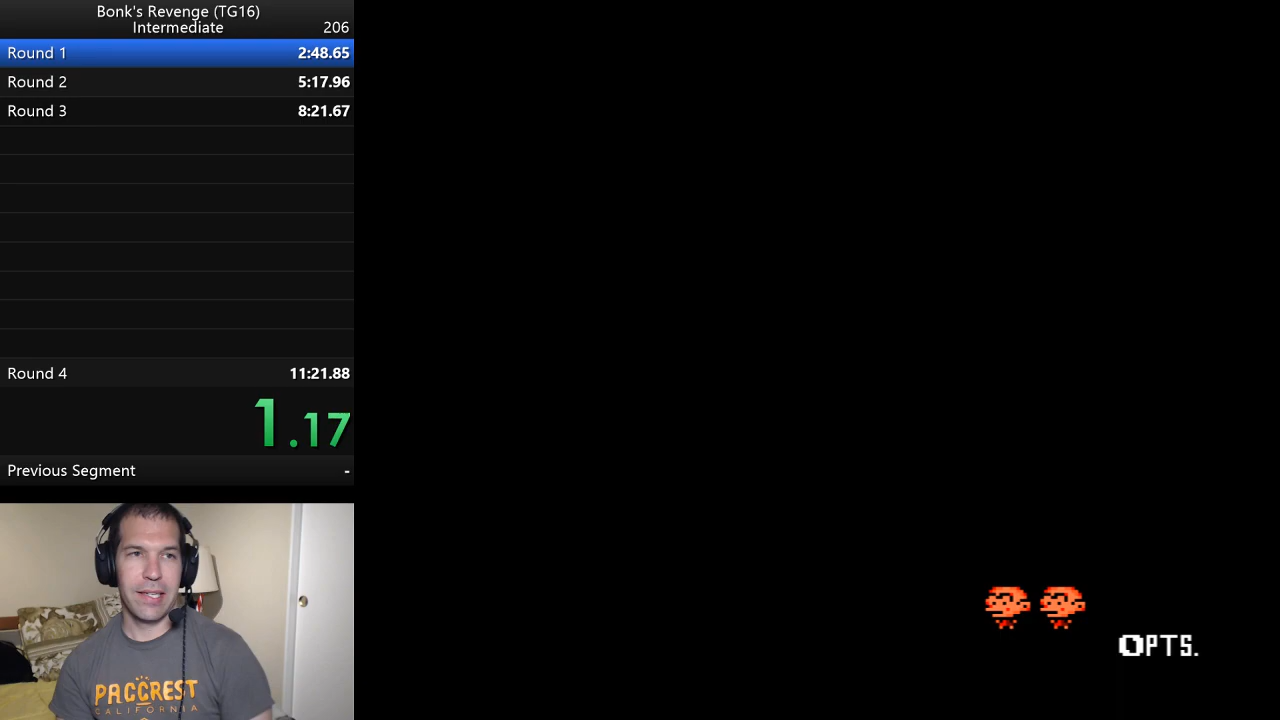 Bonk's Revenge (TG16)
Intermediate 206
Round 1 2:48.65
Round 2 5:17.96
Round 3 8:21.67
Round 4 11:21.88
1.17
Previous Segment -
PACCREST
CALIFORNIA
0PTS.